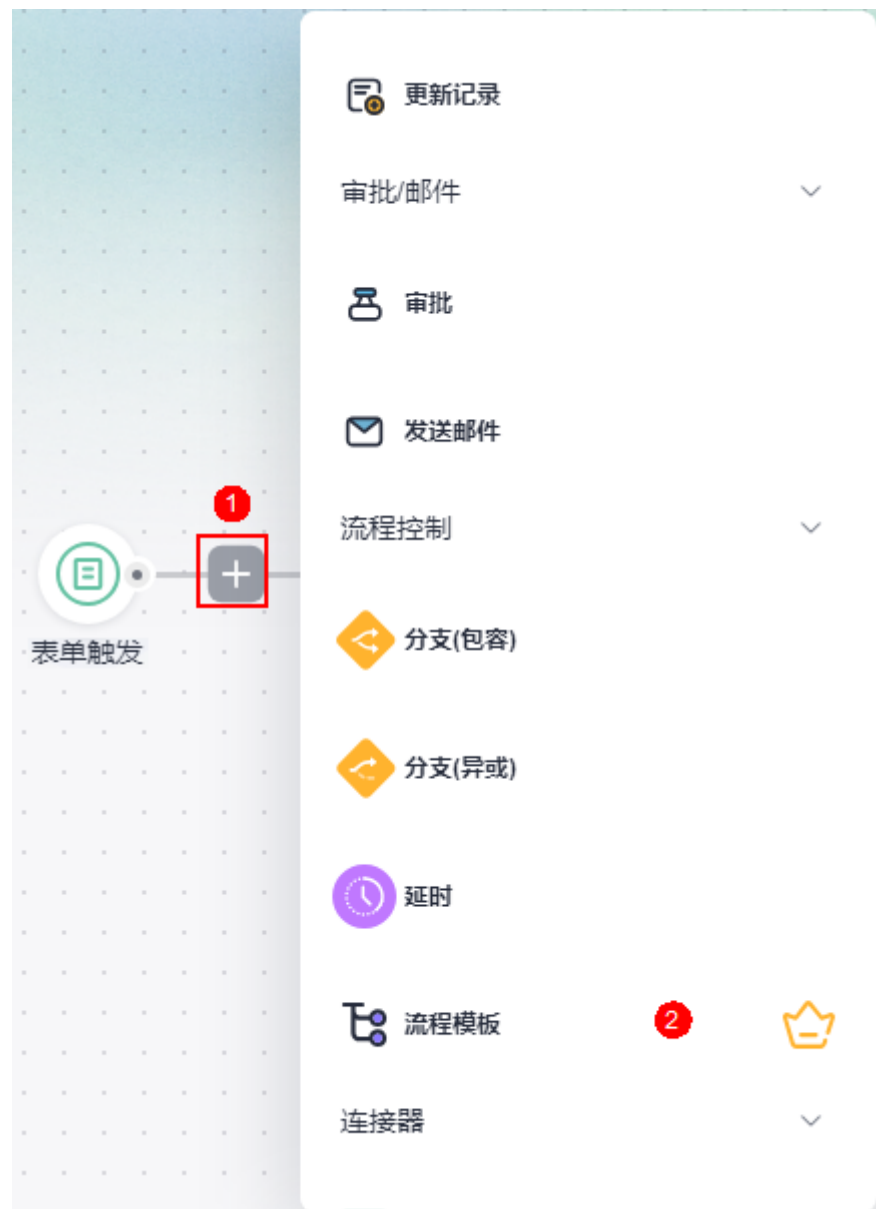 更新记录
审批/邮件
审批
发送邮件
1
流程控制
表单触发
分支(包容)
分支(异或)
延时
流程模板
2
连接器